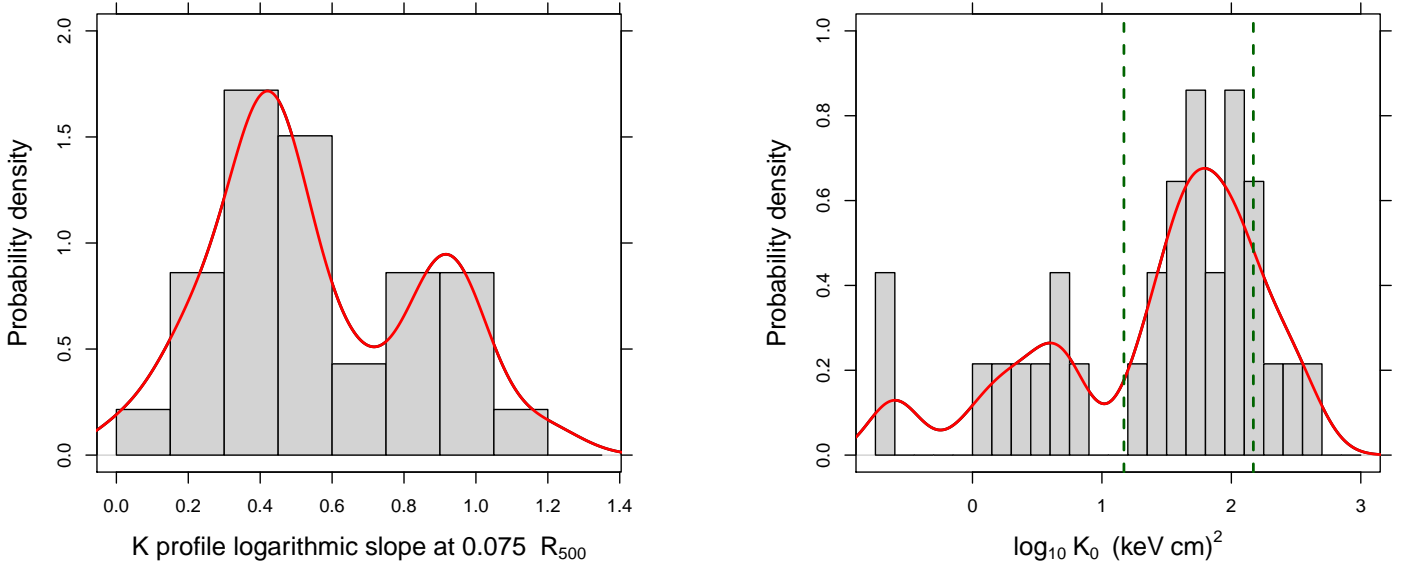 Probability density
2.0
1.5
1.0
0.5
0.0
0.0 0.2 0.4 0.6 0.8 1.0 1.2 1.4
K profile logarithmic slope at 0.075 R₅₀₀
Probability density
1.0
0.8
0.6
0.4
0.2
0.0
0 1 2 3
log₁₀ K₀ (keV cm)²